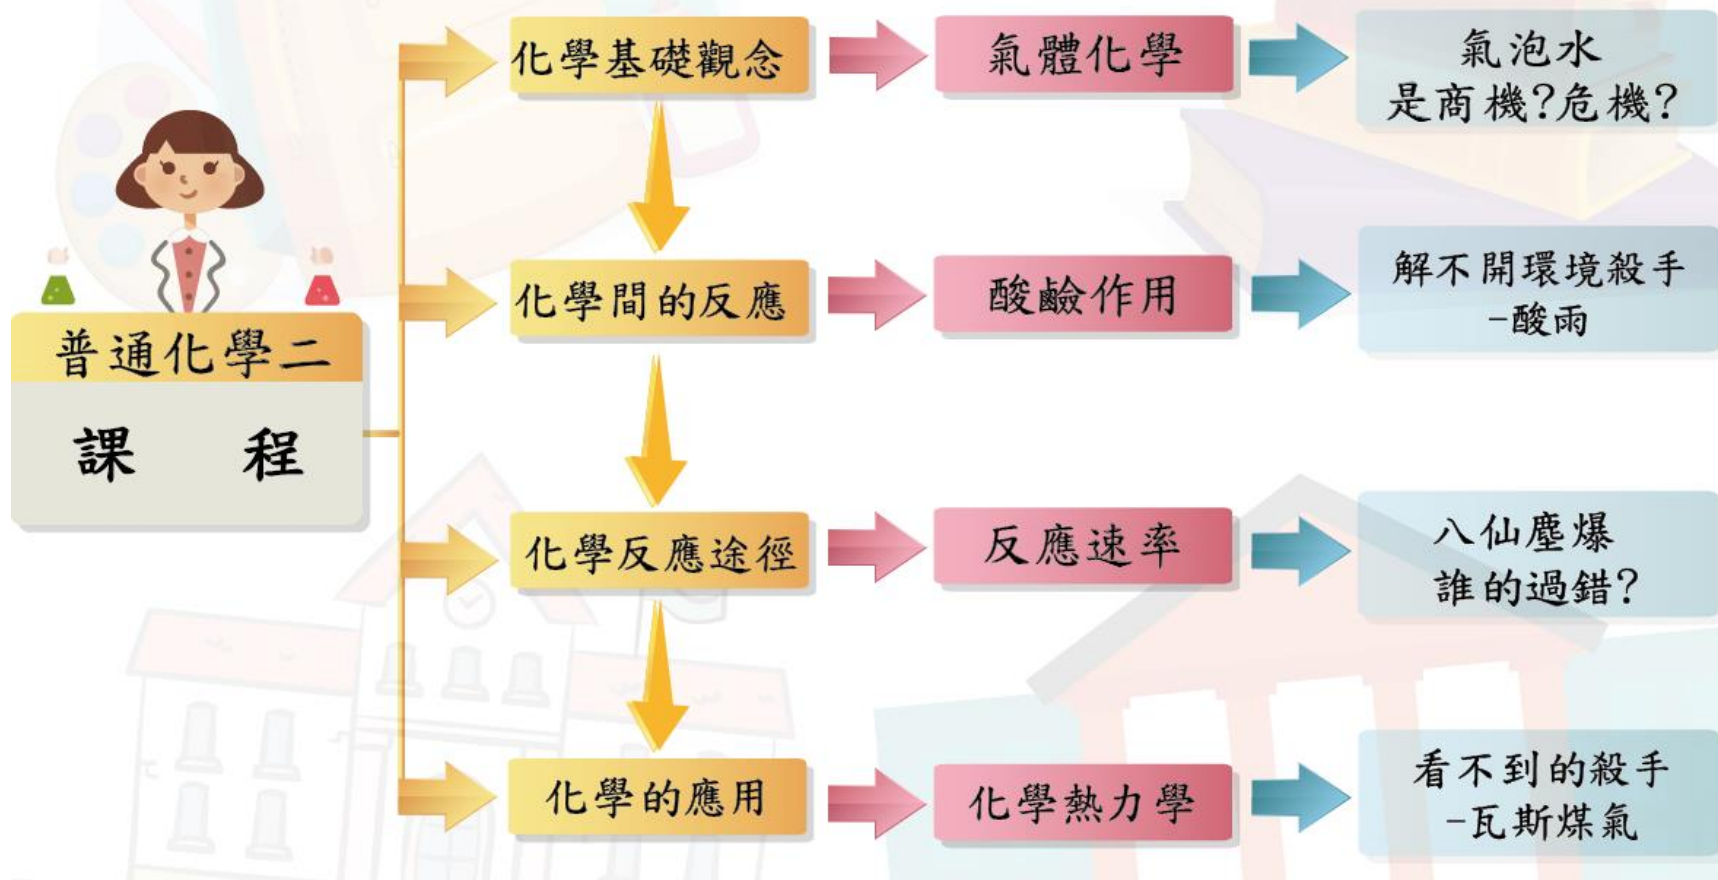 普通化學二
課程
化學基礎觀念
氣體化學
氣泡水
是商機?危機?
化學間的反應
酸鹼作用
解不開環境殺手
-酸雨
化學反應途徑
反應速率
八仙塵爆
誰的過錯?
化學的應用
化學熱力學
看不到的殺手
-瓦斯煤氣